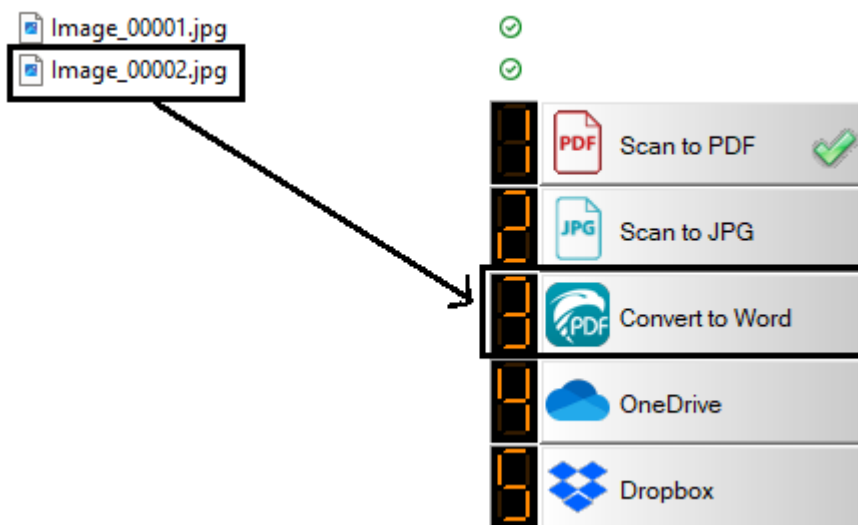 Image_00001.jpg
Image_00002.jpg
1 PDF Scan to PDF
2 JPG Scan to JPG
3 PDF Convert to Word
4 OneDrive
5 Dropbox